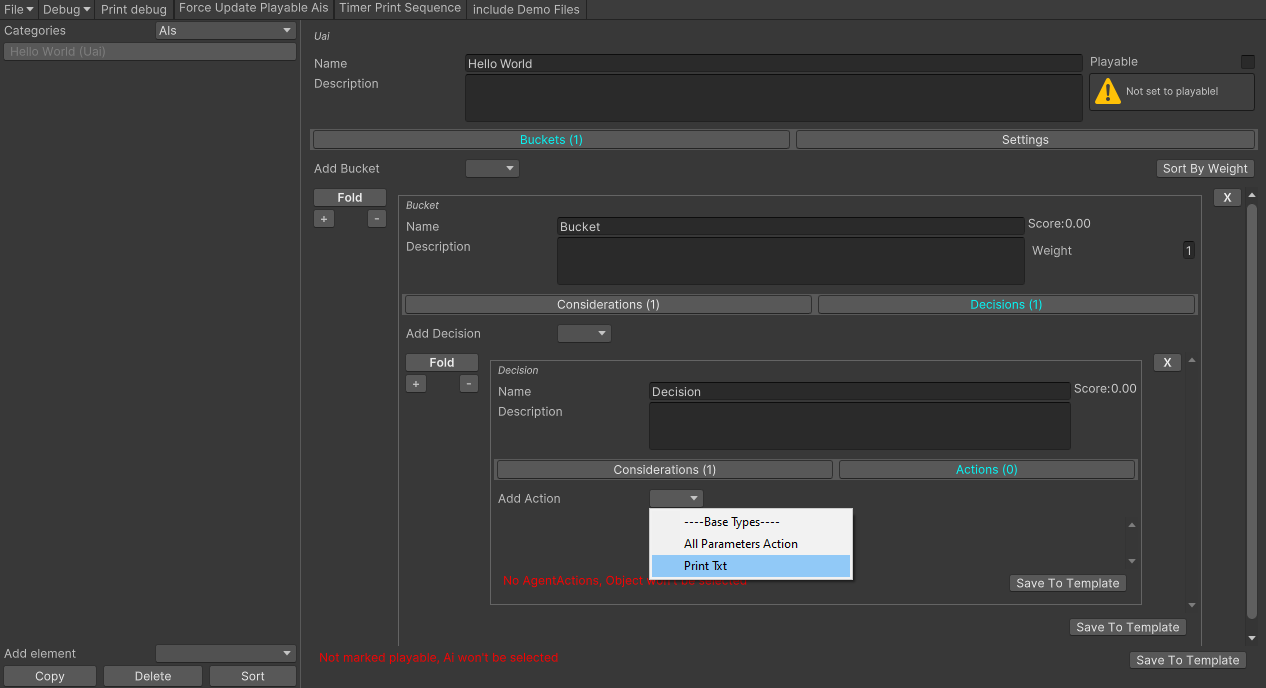 File Debug Print debug Force Update Playable Ais Timer Print Sequence include Demo Files
Categories AIs
Hello World (Uai)
Uai
Name Hello World Playable
Description
Not set to playable!
Buckets (1) Settings
Add Bucket Sort By Weight
Fold X
+ -
Bucket
Name Bucket Score:0.00
Description Weight 1
Considerations (1) Decisions (1)
Add Decision
Fold X
+ -
Decision
Name Decision Score:0.00
Description
Considerations (1) Actions (0)
Add Action
----Base Types----
All Parameters Action
Print Txt
No AgentActions, Object won't be selected
Save To Template
Save To Template
Not marked playable, Ai won't be selected
Save To Template
Add element
Copy Delete Sort